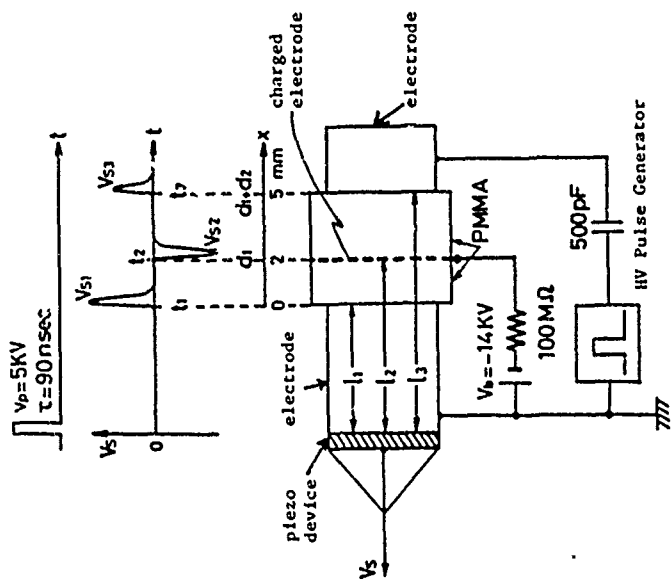 Vp=5KV
τ=90nsec
t
Vs
Vs1
Vs3
0
t1
t2
t7
t
Vs2
d1
d1+d2
x
0
2
5
mm
charged
electrode
piezo
device
electrode
electrode
l1
l2
l3
Vs
PMMA
Vb=-14KV
100MΩ
500pF
HV Pulse Generator